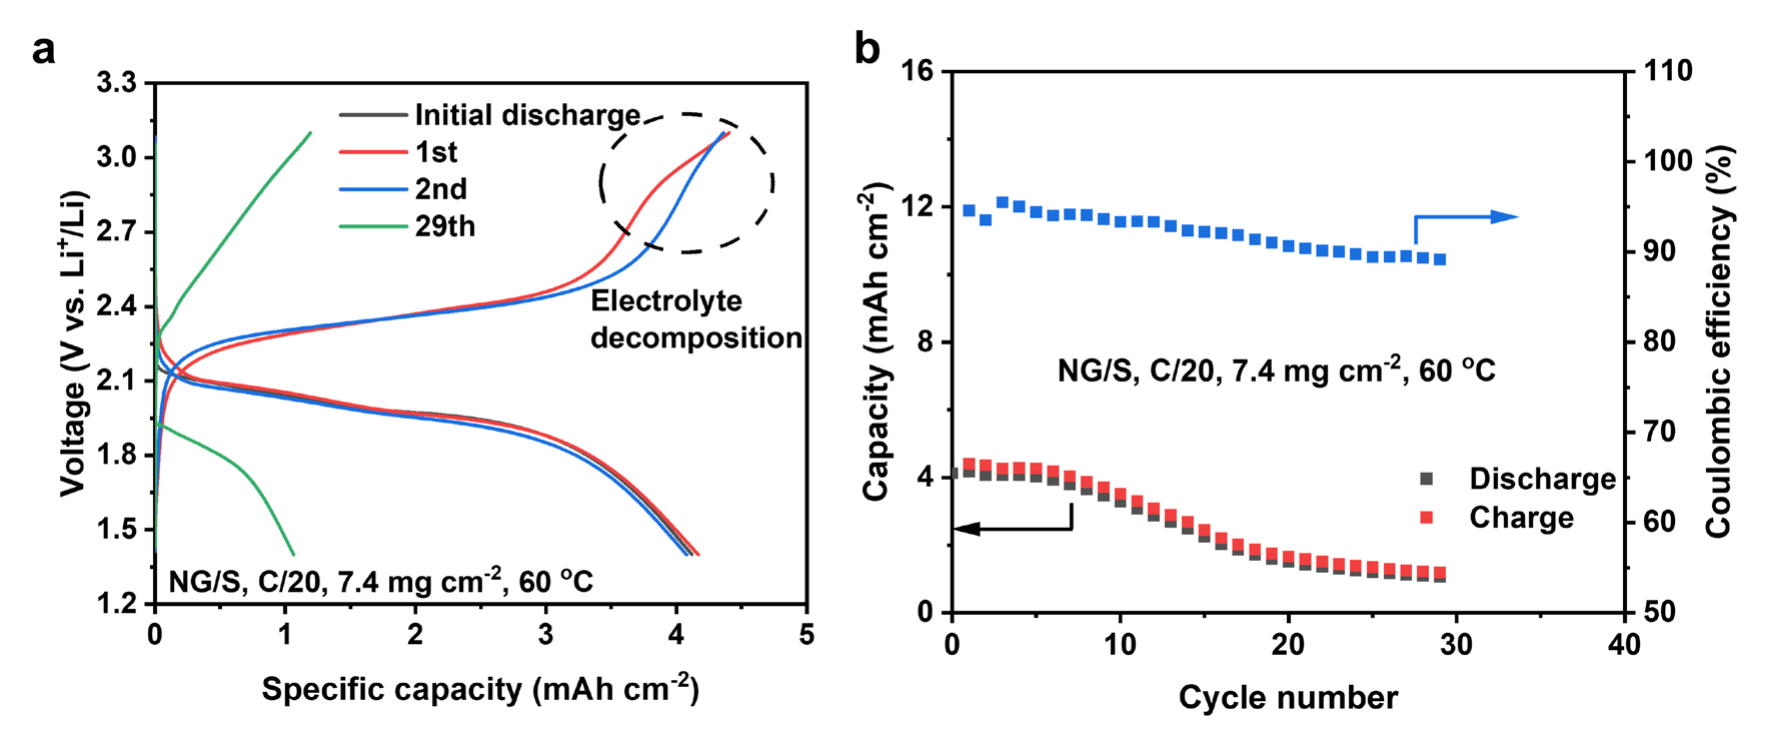 a
3.3
3.0
2.7
2.4
2.1
1.8
1.5
1.2
Voltage (V vs. Li⁺/Li)
Initial discharge
1st
2nd
29th
Electrolyte
decomposition
NG/S, C/20, 7.4 mg cm⁻², 60 °C
0 1 2 3 4 5
Specific capacity (mAh cm⁻²)
b
16
12
8
4
0
Capacity (mAh cm⁻²)
NG/S, C/20, 7.4 mg cm⁻², 60 °C
Discharge
Charge
110
100
90
80
70
60
50
Coulombic efficiency (%)
0 10 20 30 40
Cycle number